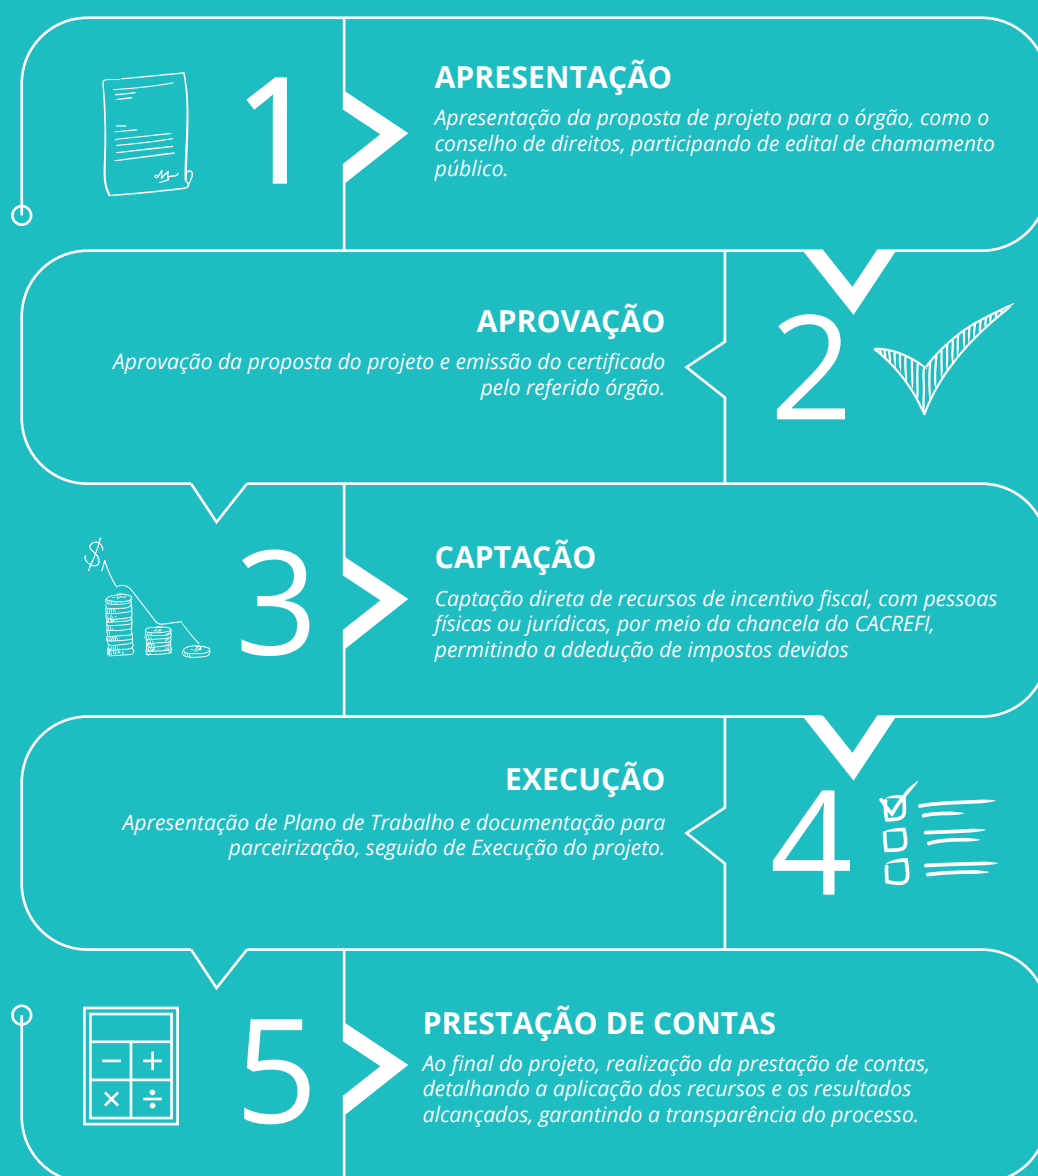 1
APRESENTAÇÃO
Apresentação da proposta de projeto para o órgão, como o
conselho de direitos, participando de edital de chamamento
público.
APROVAÇÃO
Aprovação da proposta do projeto e emissão do certificado
pelo referido órgão.
2
3
CAPTAÇÃO
Captação direta de recursos de incentivo fiscal, com pessoas
físicas ou jurídicas, por meio da chancela do CACREFI,
permitindo a ddedução de impostos devidos
EXECUÇÃO
Apresentação de Plano de Trabalho e documentação para
parceirização, seguido de Execução do projeto.
4
5
PRESTAÇÃO DE CONTAS
Ao final do projeto, realização da prestação de contas,
detalhando a aplicação dos recursos e os resultados
alcançados, garantindo a transparência do processo.